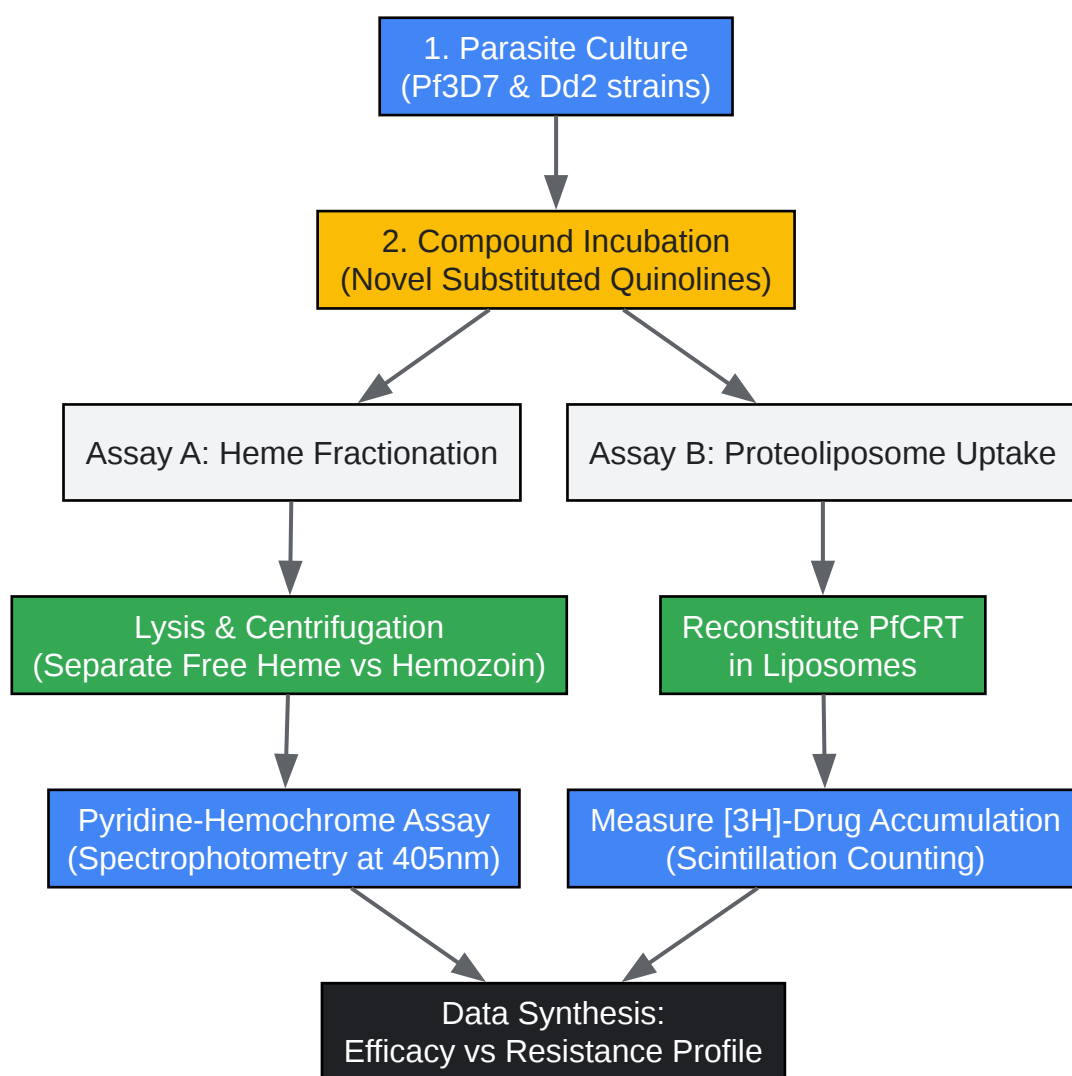 1. Parasite Culture
(Pf3D7 & Dd2 strains)
2. Compound Incubation
(Novel Substituted Quinolines)
Assay A: Heme Fractionation
Assay B: Proteoliposome Uptake
Lysis & Centrifugation
(Separate Free Heme vs Hemozoin)
Reconstitute PfCRT
in Liposomes
Pyridine-Hemochrome Assay
(Spectrophotometry at 405nm)
Measure [3H]-Drug Accumulation
(Scintillation Counting)
Data Synthesis:
Efficacy vs Resistance Profile